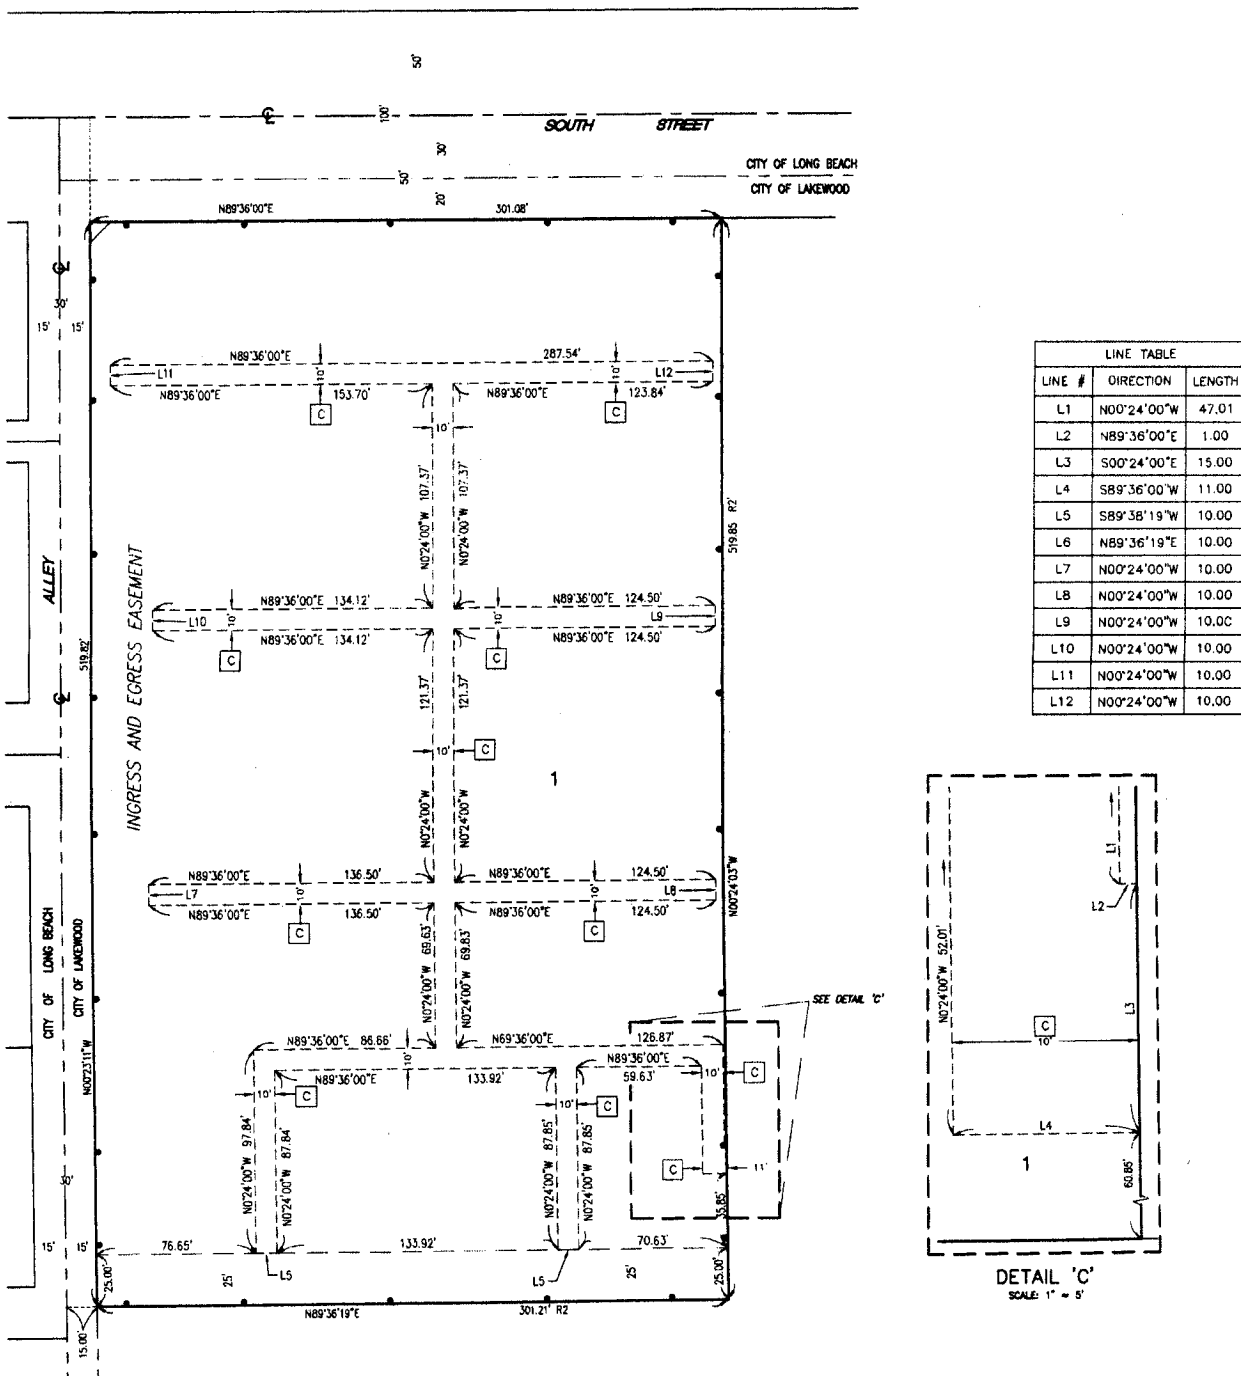 50'
100'
SOUTH STREET
30'
CITY OF LONG BEACH
50'
CITY OF LAKEWOOD
20'
N89°36'00"E 301.08'
30'
15' 15'
N89°36'00"E 287.54'
L11 10' 10' L12
N89°36'00"E 153.70' N89°36'00"E 123.84'
C C
10'
N0°24'00"W 107.37' N0°24'00"W 107.37'
519.85 R2'
ALLEY
INGRESS AND EGRESS EASEMENT
519.82'
N89°36'00"E 134.12' N89°36'00"E 124.50'
L10 10' 10' L9
N89°36'00"E 134.12' N89°36'00"E 124.50'
C C
121.37' 121.37'
10' C
1
N0°24'00"W N0°24'00"W
N89°36'00"E 136.50' N89°36'00"E 124.50'
L7 10' 10' L8
N89°36'00"E 136.50' N89°36'00"E 124.50'
C C
N00°24'03"W
CITY OF LONG BEACH
CITY OF LAKEWOOD
N0°24'00"W 69.63' N0°24'00"W 69.83'
SEE DETAIL 'C'
N00°23'11"W
N89°36'00"E 86.66' N69°36'00"E 126.87'
10'
N89°36'00"E 133.92' N89°36'00"E 59.63'
10' C 10' C 10' C
N0°24'00"W 97.84' N0°24'00"W 87.84'
N0°24'00"W 87.85' N0°24'00"W 87.85'
C 11'
35.85'
30'
15' 15'
76.65' 133.92' 70.63'
L5 L5
25.00' 25' 25' 25.00'
N89°36'19"E 301.21' R2
15.00'
LINE TABLE
LINE # DIRECTION LENGTH
L1 N00°24'00"W 47.01
L2 N89°36'00"E 1.00
L3 S00°24'00"E 15.00
L4 S89°36'00"W 11.00
L5 S89°38'19"W 10.00
L6 N89°36'19"E 10.00
L7 N00°24'00"W 10.00
L8 N00°24'00"W 10.00
L9 N00°24'00"W 10.0C
L10 N00°24'00"W 10.00
L11 N00°24'00"W 10.00
L12 N00°24'00"W 10.00
L1
L2
N0°24'00"W 52.01'
L3
C
10'
L4
1
60.85'
DETAIL 'C'
SCALE: 1" = 5'